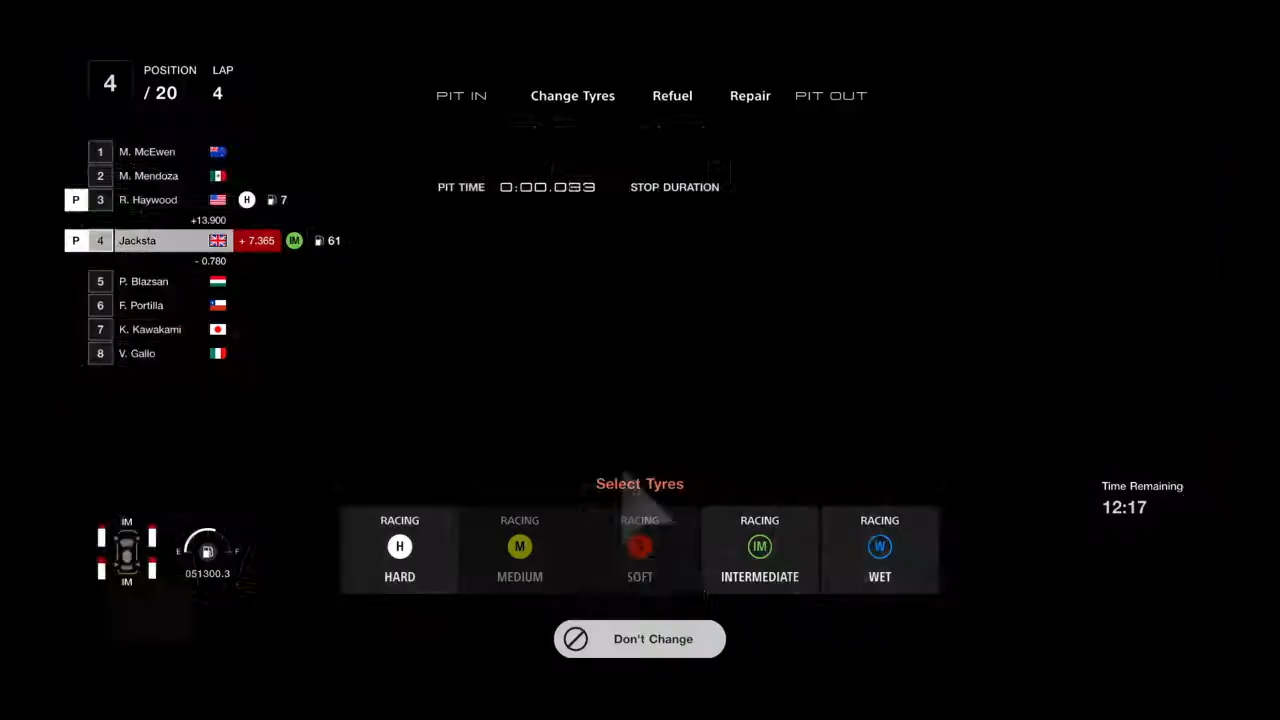 4
POSITION
/ 20
LAP
4
PIT IN Change Tyres Refuel Repair PIT OUT
PIT TIME 0:00.033 STOP DURATION
1 M. McEwen
2 M. Mendoza
P 3 R. Haywood H 7
+13.900
P 4 Jacksta + 7.365 IM 61
- 0.780
5 P. Blazsan
6 F. Portilla
7 K. Kawakami
8 V. Gallo
Select Tyres
RACING H HARD
RACING M MEDIUM
RACING SOFT
RACING IM INTERMEDIATE
RACING W WET
Don't Change
Time Remaining
12:17
IM
IM
E F
051300.3